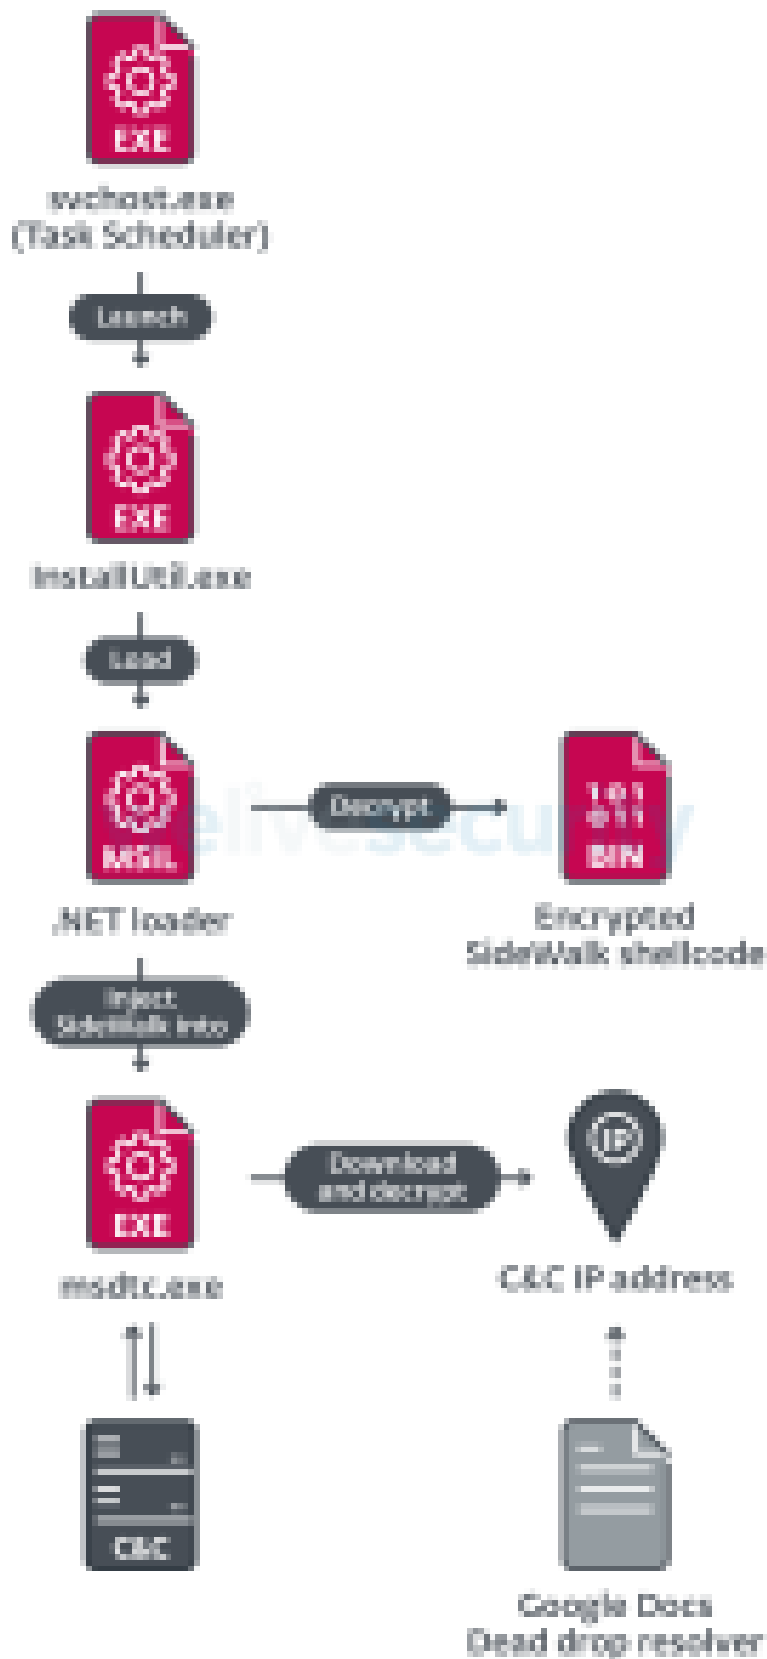 EXE
svchost.exe
(Task Scheduler)
Launch
EXE
InstallUtil.exe
Load
MSIL
.NET loader
Decrypt
101
011
BIN
Encrypted
SideWalk shellcode
welivesecurity
Inject
SideWalk into
EXE
msdtc.exe
Download
and decrypt
IP
C&C IP address
C&C
Google Docs
Dead drop resolver